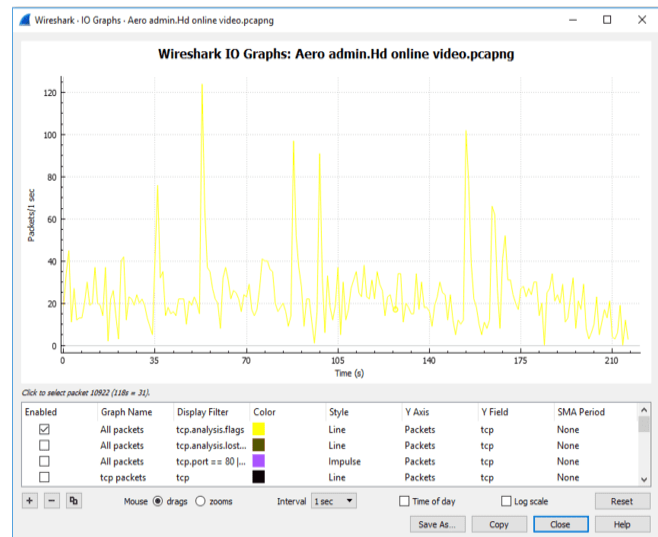 Wireshark · IO Graphs · Aero admin.Hd online video.pcapng
Wireshark IO Graphs: Aero admin.Hd online video.pcapng
Packets/1 sec
120
100
80
60
40
20
0
0 35 70 105 140 175 210
Time (s)
Click to select packet 10922 (118s = 31).
Enabled Graph Name Display Filter Color Style Y Axis Y Field SMA Period
All packets tcp.analysis.flags Line Packets tcp None
All packets tcp.analysis.lost... Line Packets tcp None
All packets tcp.port == 80 |... Impulse Packets tcp None
tcp packets tcp Line Packets tcp None
+ − Mouse drags zooms Interval 1 sec Time of day Log scale Reset
Save As... Copy Close Help